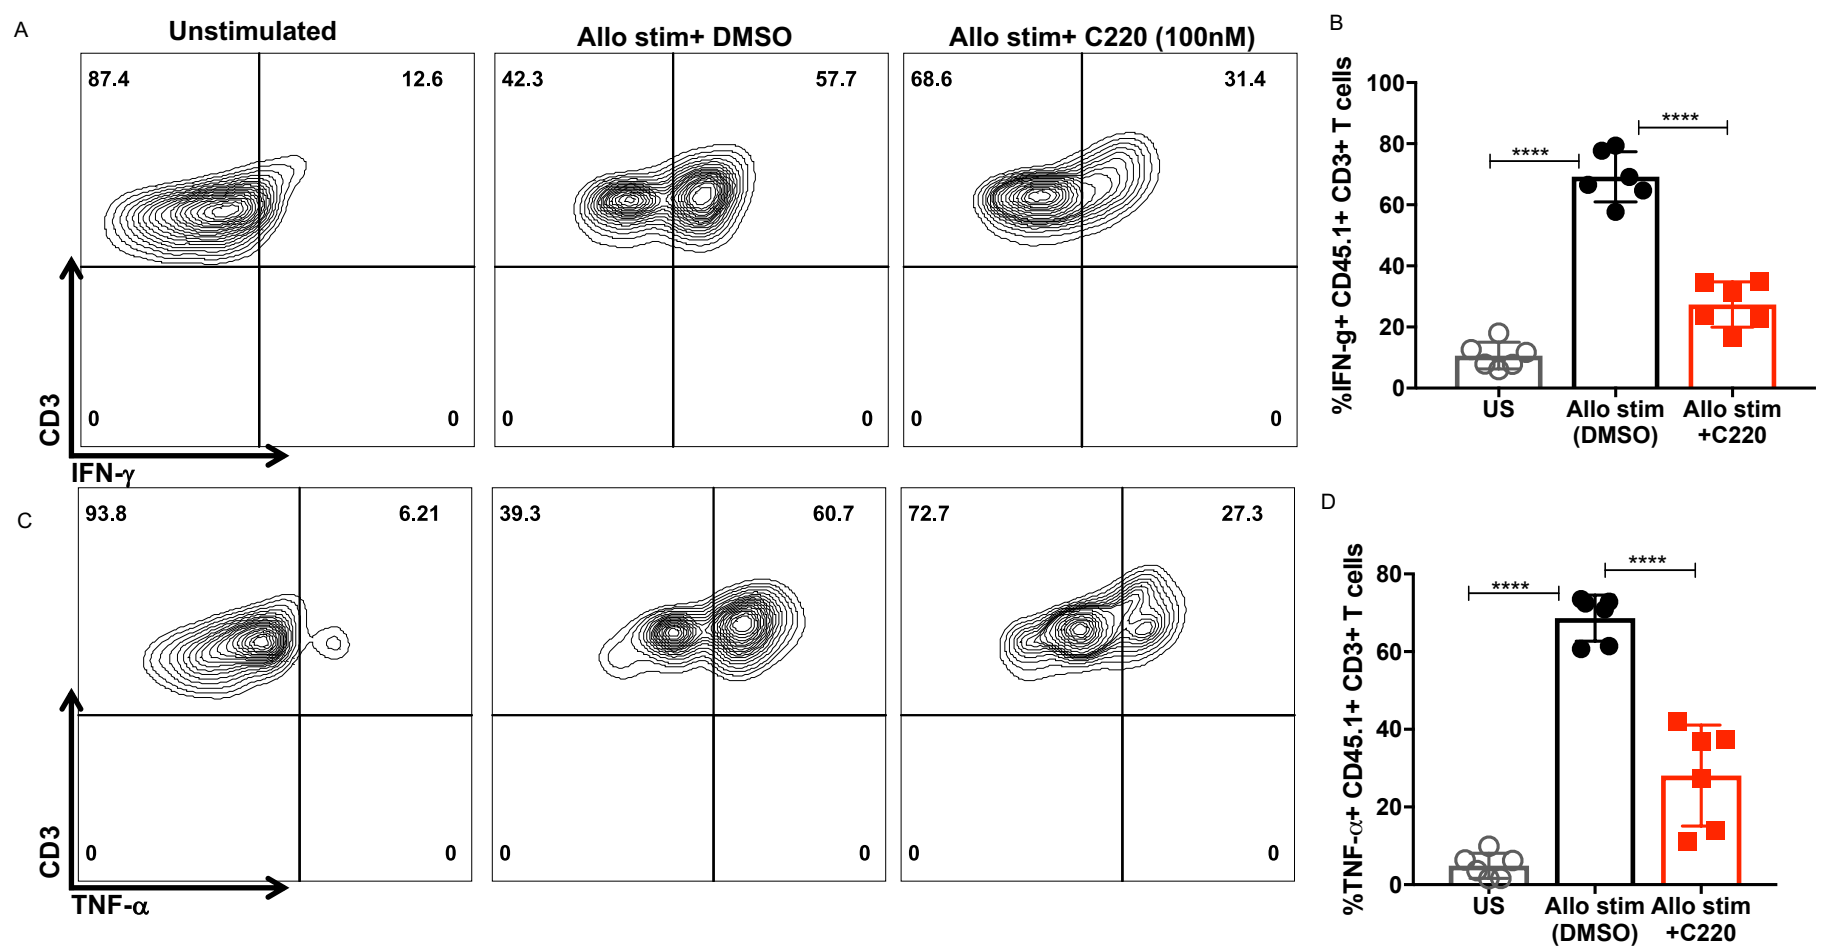 A
Unstimulated
Allo stim+ DMSO
Allo stim+ C220 (100nM)
87.4
12.6
42.3
57.7
68.6
31.4
0
0
0
0
0
0
CD3
IFN-γ
B
%IFN-g+ CD45.1+ CD3+ T cells
100
80
60
40
20
0
****
****
US
Allo stim
(DMSO)
Allo stim
+C220
C
93.8
6.21
39.3
60.7
72.7
27.3
0
0
0
0
0
0
CD3
TNF-α
D
%TNF-α+ CD45.1+ CD3+ T cells
80
60
40
20
0
****
****
US
Allo stim
(DMSO)
Allo stim
+C220